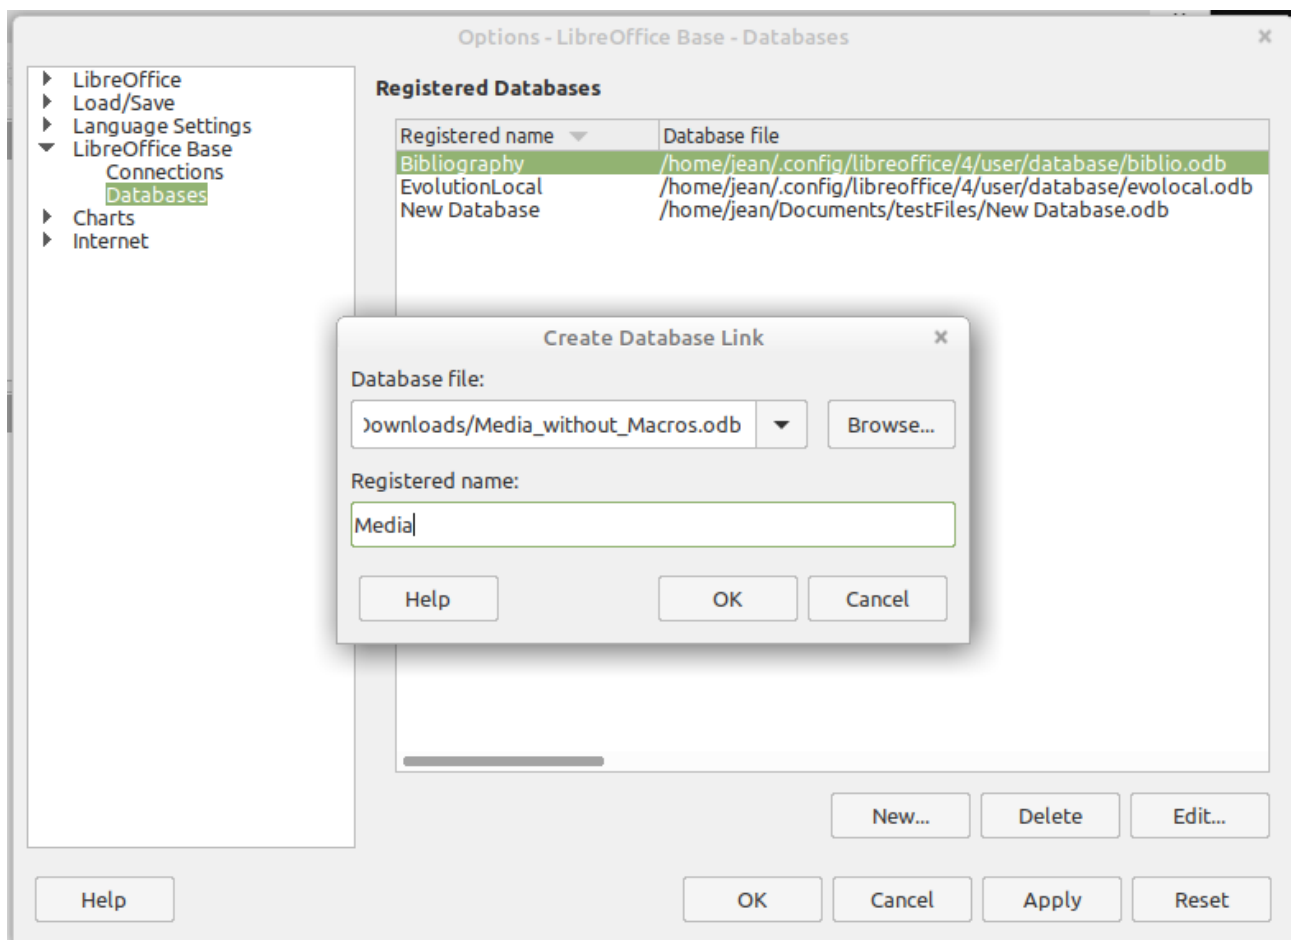 Options - LibreOffice Base - Databases
LibreOffice
Load/Save
Language Settings
LibreOffice Base
Connections
Databases
Charts
Internet
Registered Databases
Registered name Database file
Bibliography /home/jean/.config/libreoffice/4/user/database/biblio.odb
EvolutionLocal /home/jean/.config/libreoffice/4/user/database/evolocal.odb
New Database /home/jean/Documents/testFiles/New Database.odb
Create Database Link
Database file:
Downloads/Media_without_Macros.odb Browse...
Registered name:
Media
Help OK Cancel
New... Delete Edit...
Help OK Cancel Apply Reset